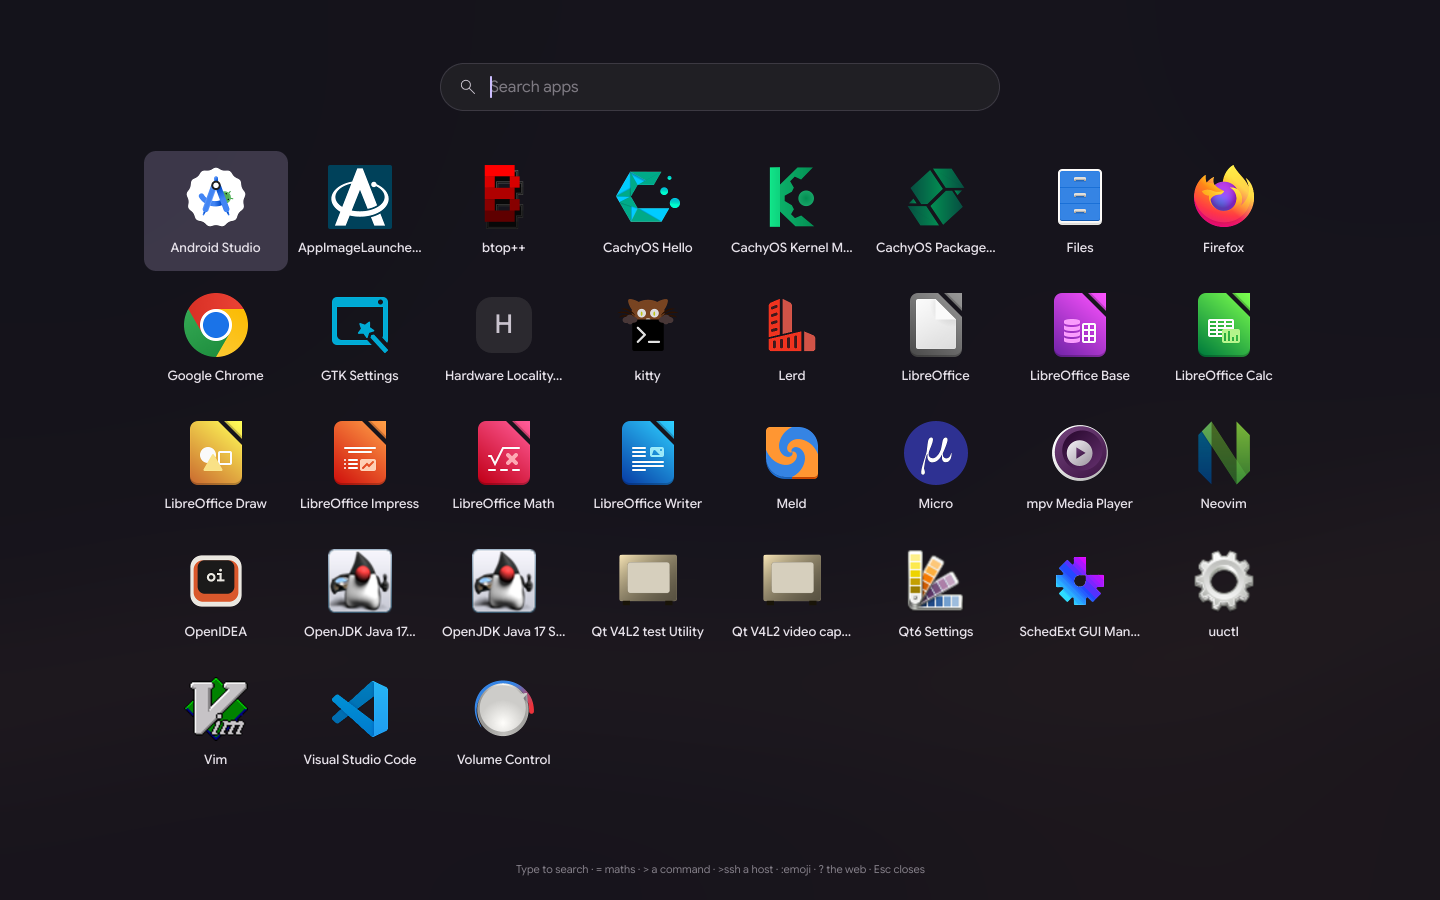 Search apps
Android Studio
AppImageLaunche...
btop++
CachyOS Hello
CachyOS Kernel M...
CachyOS Package...
Files
Firefox
H
Google Chrome
GTK Settings
Hardware Locality...
kitty
Lerd
LibreOffice
LibreOffice Base
LibreOffice Calc
LibreOffice Draw
LibreOffice Impress
LibreOffice Math
LibreOffice Writer
μ
Meld
Micro
mpv Media Player
Neovim
oi
OpenIDEA
OpenJDK Java 17...
OpenJDK Java 17 S...
Qt V4L2 test Utility
Qt V4L2 video cap...
Qt6 Settings
SchedExt GUI Man...
uuctl
Vim
Vim
Visual Studio Code
Volume Control
Type to search · = maths · > a command · >ssh a host · :emoji · ? the web · Esc closes